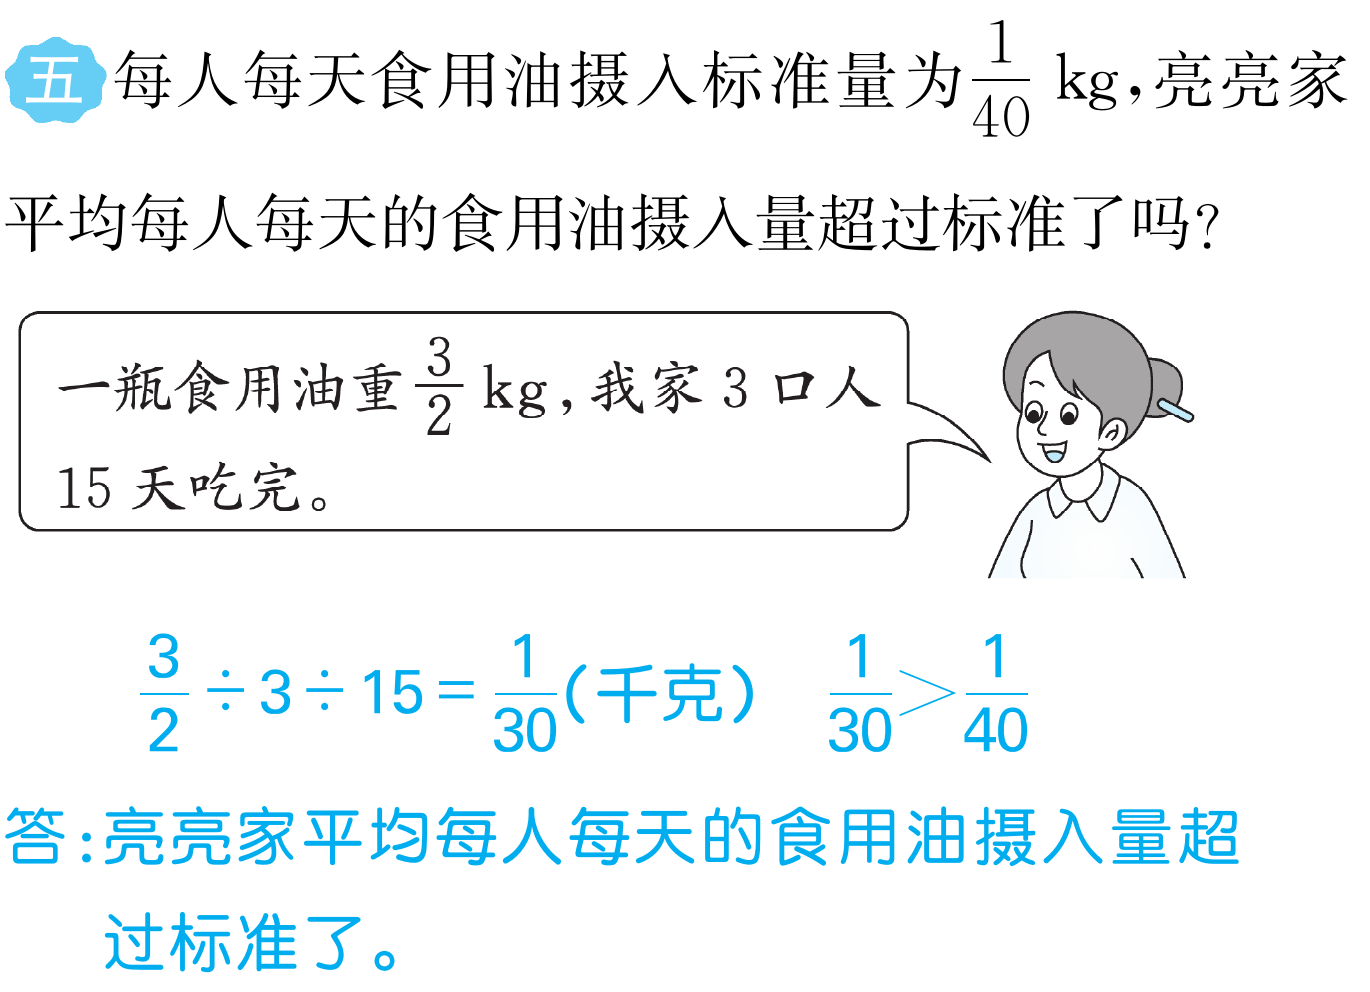 五 每人每天食用油摄入标准量为1/40 kg,亮亮家
平均每人每天的食用油摄入量超过标准了吗?
一瓶食用油重3/2 kg,我家3口人
15天吃完。
3/2÷3÷15=1/30(千克) 1/30>1/40
答:亮亮家平均每人每天的食用油摄入量超
过标准了。